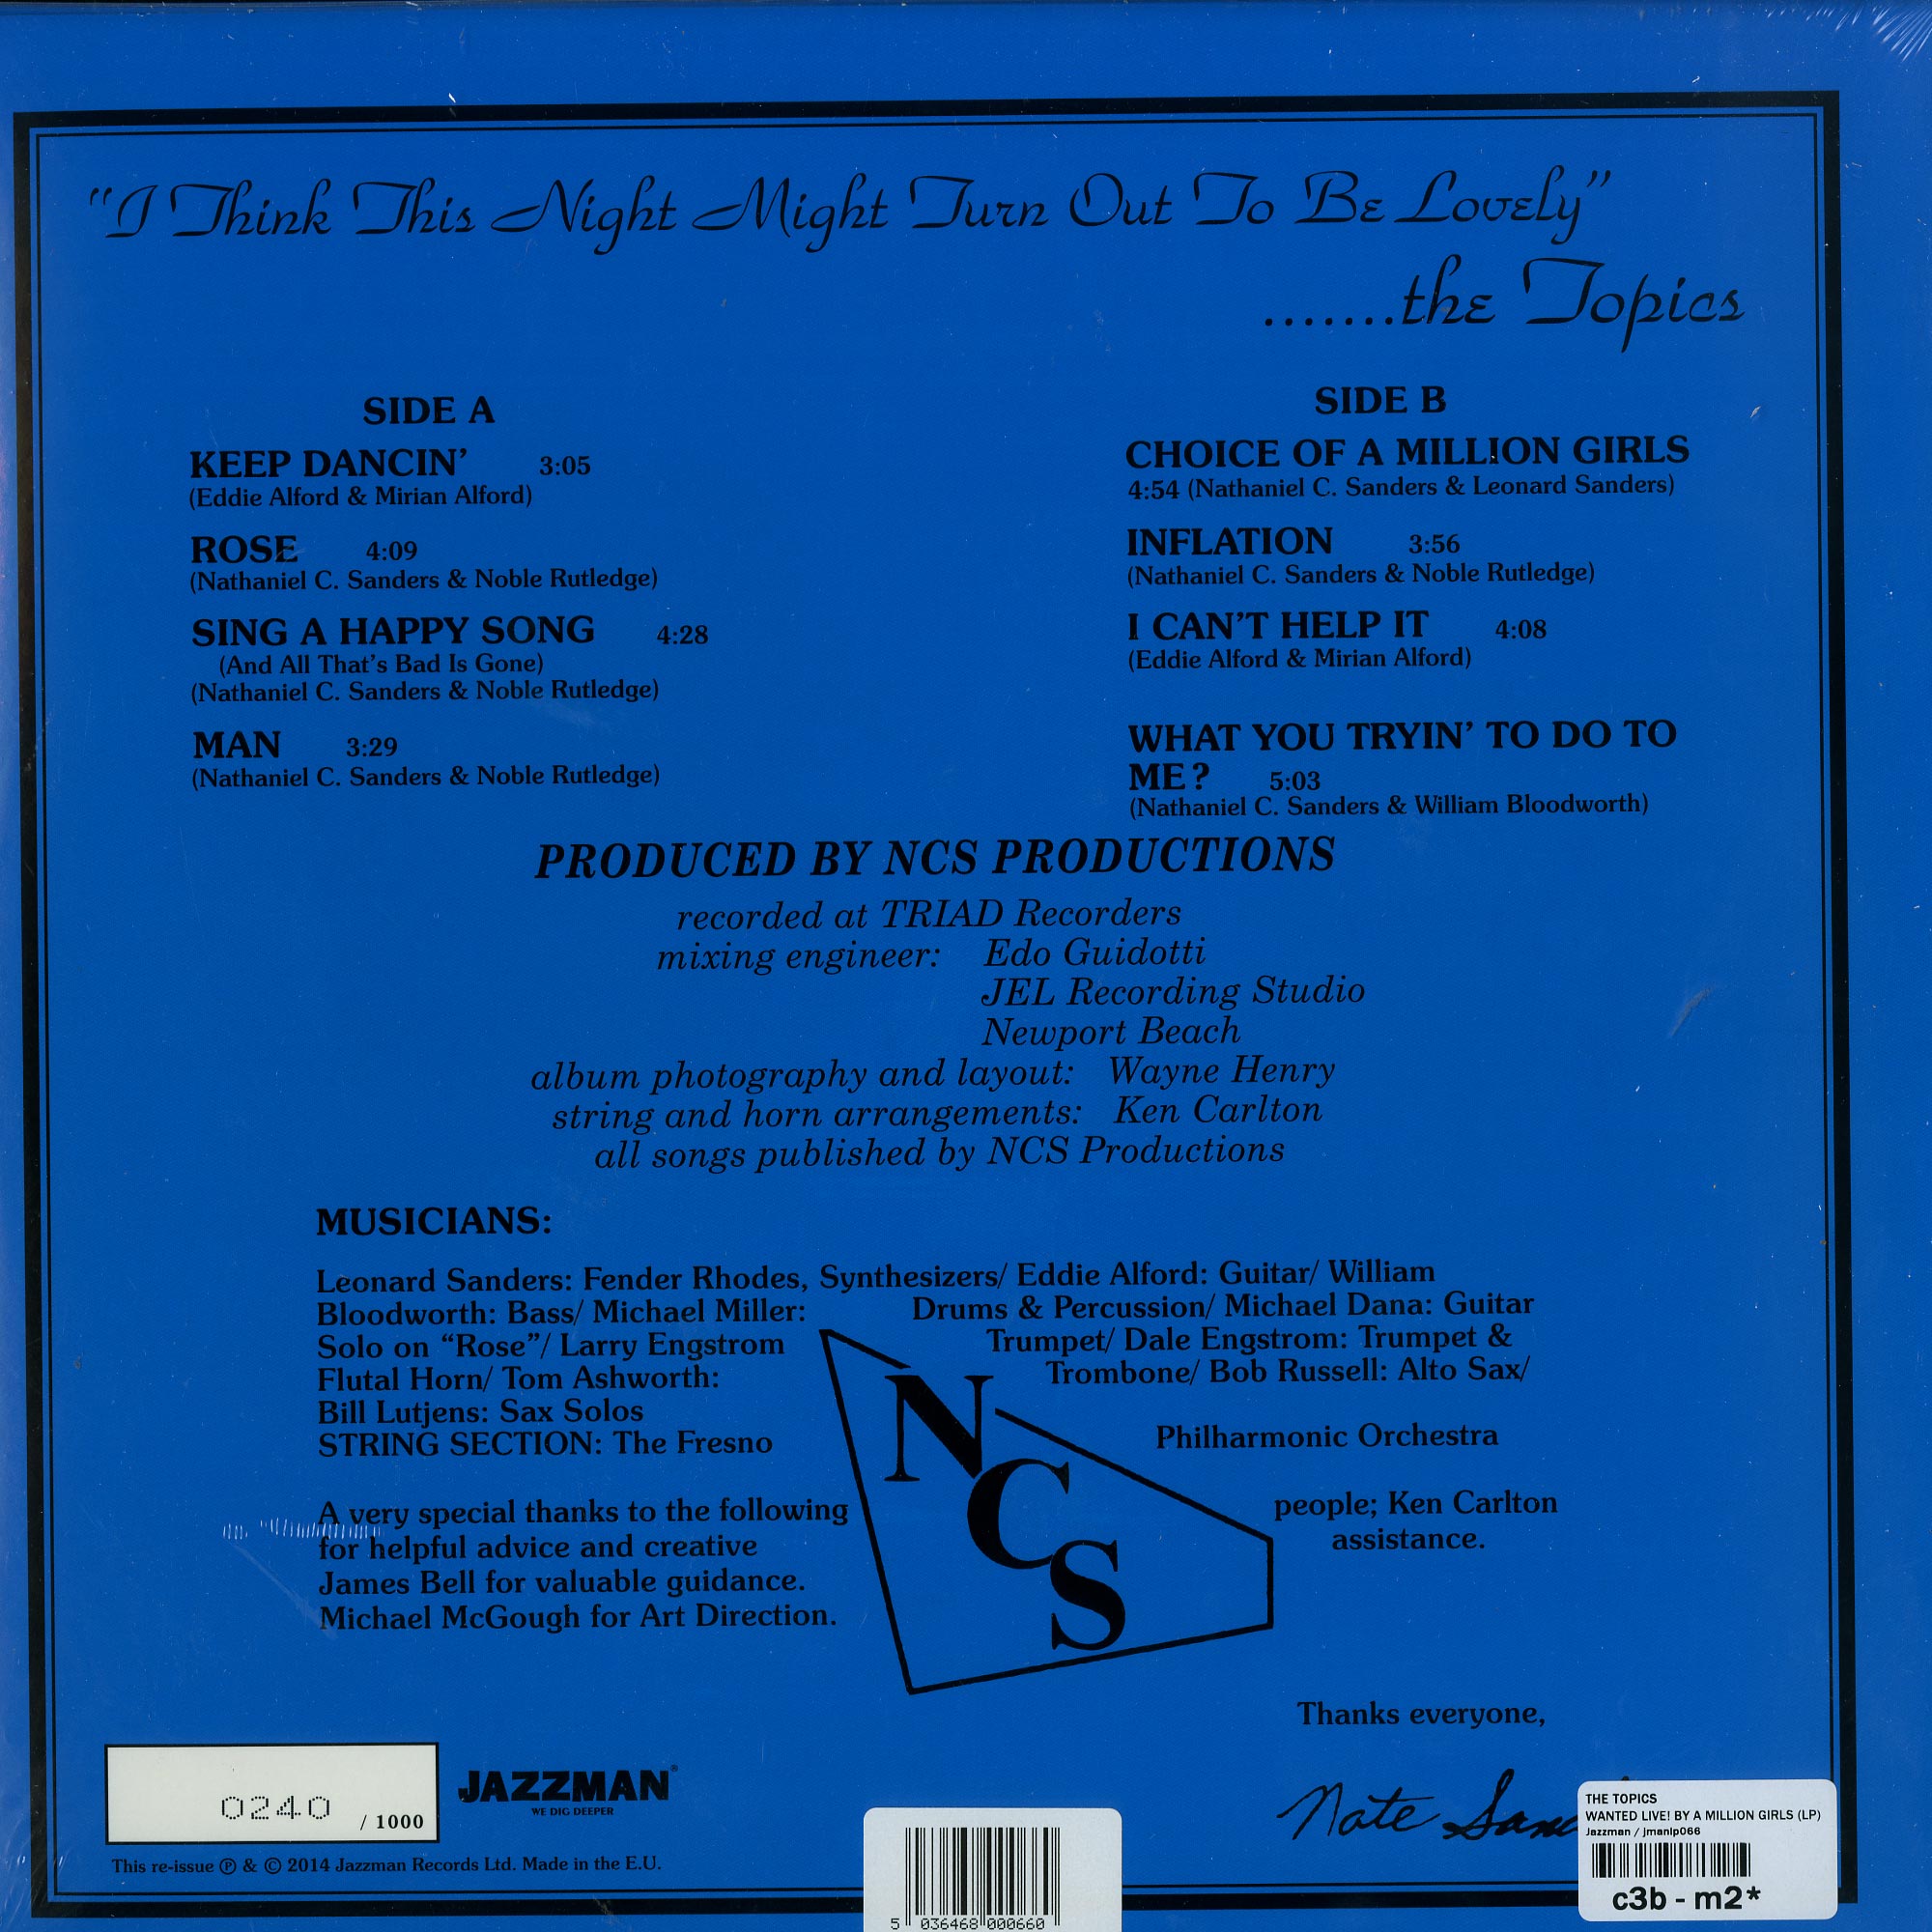 "I Think This Night Might Turn Out To Be Lovely"
.......the Topics
SIDE A
KEEP DANCIN' 3:05
(Eddie Alford & Mirian Alford)
ROSE 4:09
(Nathaniel C. Sanders & Noble Rutledge)
SING A HAPPY SONG 4:28
(And All That's Bad Is Gone)
(Nathaniel C. Sanders & Noble Rutledge)
MAN 3:29
(Nathaniel C. Sanders & Noble Rutledge)
SIDE B
CHOICE OF A MILLION GIRLS
4:54 (Nathaniel C. Sanders & Leonard Sanders)
INFLATION 3:56
(Nathaniel C. Sanders & Noble Rutledge)
I CAN'T HELP IT 4:08
(Eddie Alford & Mirian Alford)
WHAT YOU TRYIN' TO DO TO
ME? 5:03
(Nathaniel C. Sanders & William Bloodworth)
PRODUCED BY NCS PRODUCTIONS
recorded at TRIAD Recorders
mixing engineer: Edo Guidotti
JEL Recording Studio
Newport Beach
album photography and layout: Wayne Henry
string and horn arrangements: Ken Carlton
all songs published by NCS Productions
MUSICIANS:
Leonard Sanders: Fender Rhodes, Synthesizers/ Eddie Alford: Guitar/ William
Bloodworth: Bass/ Michael Miller: Drums & Percussion/ Michael Dana: Guitar
Solo on "Rose"/ Larry Engstrom Trumpet/ Dale Engstrom: Trumpet &
Flutal Horn/ Tom Ashworth: Trombone/ Bob Russell: Alto Sax/
Bill Lutjens: Sax Solos
STRING SECTION: The Fresno Philharmonic Orchestra
A very special thanks to the following people; Ken Carlton
for helpful advice and creative assistance.
James Bell for valuable guidance.
Michael McGough for Art Direction.
NCS
Thanks everyone,
Nate
0240 / 1000
JAZZMAN®
WE DIG DEEPER
This re-issue ℗ & © 2014 Jazzman Records Ltd. Made in the E.U.
5 036468 000660
THE TOPICS
WANTED LIVE! BY A MILLION GIRLS (LP)
Jazzman / jmanlp066
c3b - m2*